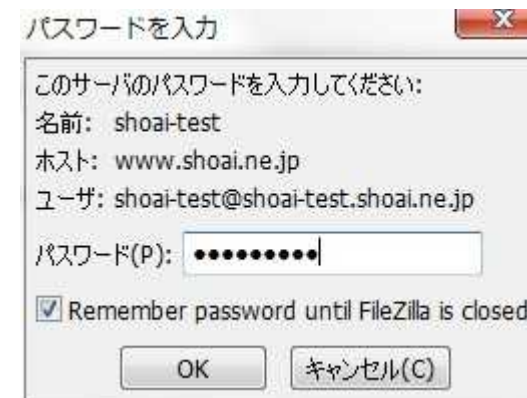 パスワードを入力
このサーバのパスワードを入力してください:
名前: shoai-test
ホスト: www.shoai.ne.jp
ユーザ: shoai-test@shoai-test.shoai.ne.jp
パスワード(P): ●●●●●●●●●
Remember password until FileZilla is closed
OK キャンセル(C)